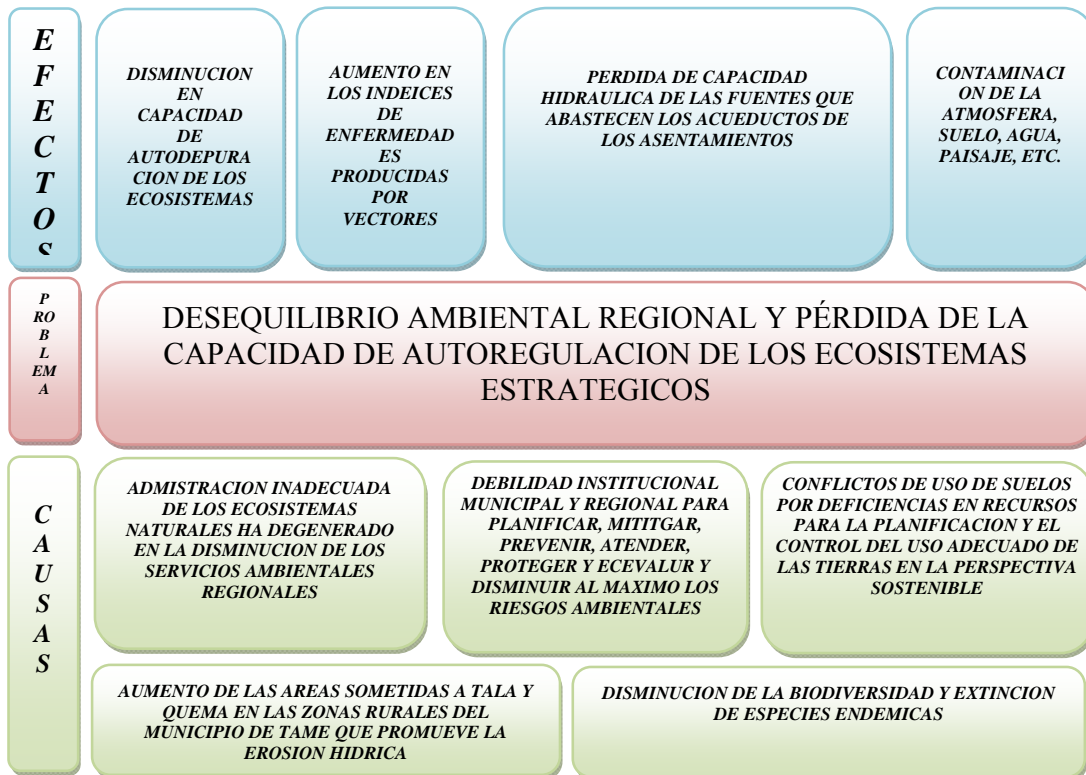 EFECTOS
DISMINUCION
EN
CAPACIDAD
DE
AUTODEPURA
CION DE LOS
ECOSISTEMAS
AUMENTO EN
LOS INDEICES
DE
ENFERMEDAD
ES
PRODUCIDAS
POR
VECTORES
PERDIDA DE CAPACIDAD
HIDRAULICA DE LAS FUENTES QUE
ABASTECEN LOS ACUEDUCTOS DE
LOS ASENTAMIENTOS
CONTAMINACI
ON DE LA
ATMOSFERA,
SUELO, AGUA,
PAISAJE, ETC.
P
RO
B
L
EM
A
DESEQUILIBRIO AMBIENTAL REGIONAL Y PÉRDIDA DE LA
CAPACIDAD DE AUTOREGULACION DE LOS ECOSISTEMAS
ESTRATEGICOS
CAUSAS
ADMISTRACION INADECUADA
DE LOS ECOSISTEMAS
NATURALES HA DEGENERADO
EN LA DISMINUCION DE LOS
SERVICIOS AMBIENTALES
REGIONALES
DEBILIDAD INSTITUCIONAL
MUNICIPAL Y REGIONAL PARA
PLANIFICAR, MITITGAR,
PREVENIR, ATENDER,
PROTEGER Y ECEVALUR Y
DISMINUIR AL MAXIMO LOS
RIESGOS AMBIENTALES
CONFLICTOS DE USO DE SUELOS
POR DEFICIENCIAS EN RECURSOS
PARA LA PLANIFICACION Y EL
CONTROL DEL USO ADECUADO DE
LAS TIERRAS EN LA PERSPECTIVA
SOSTENIBLE
AUMENTO DE LAS AREAS SOMETIDAS A TALA Y
QUEMA EN LAS ZONAS RURALES DEL
MUNICIPIO DE TAME QUE PROMUEVE LA
EROSION HIDRICA
DISMINUCION DE LA BIODIVERSIDAD Y EXTINCION
DE ESPECIES ENDEMICAS